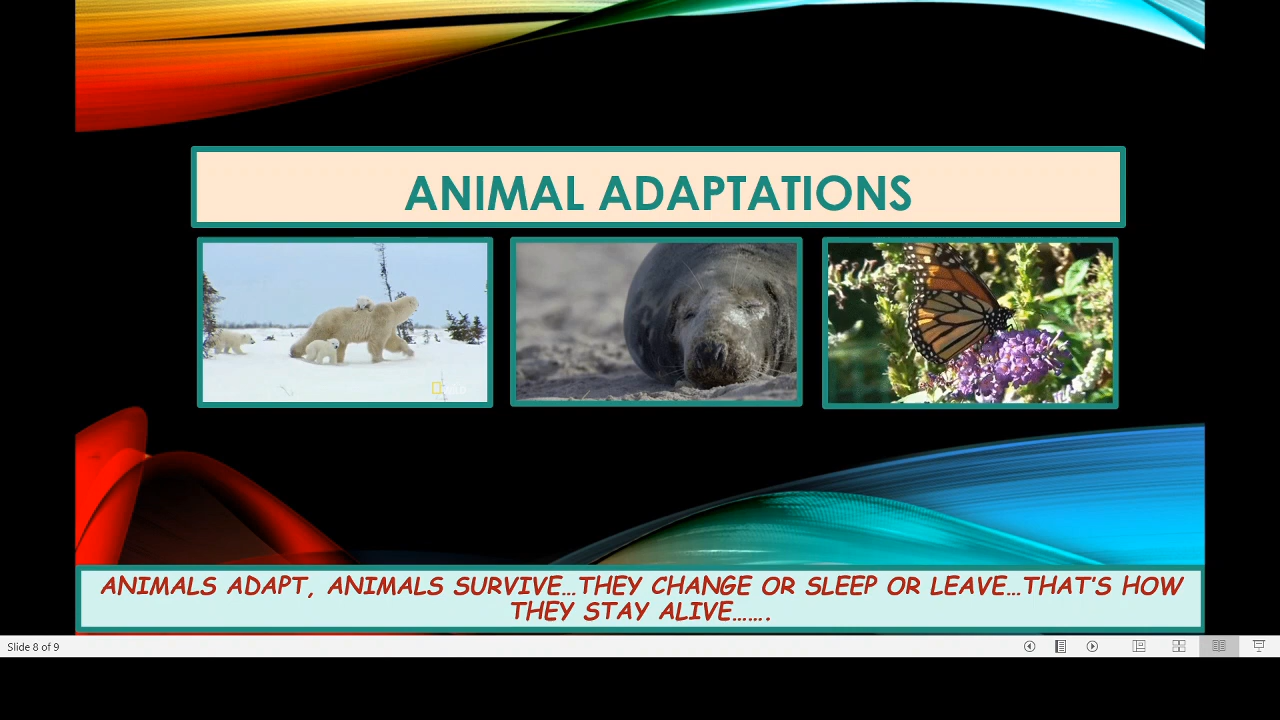 ANIMAL ADAPTATIONS
ANIMALS ADAPT, ANIMALS SURVIVE…THEY CHANGE OR SLEEP OR LEAVE…THAT'S HOW
THEY STAY ALIVE…….
Slide 8 of 9